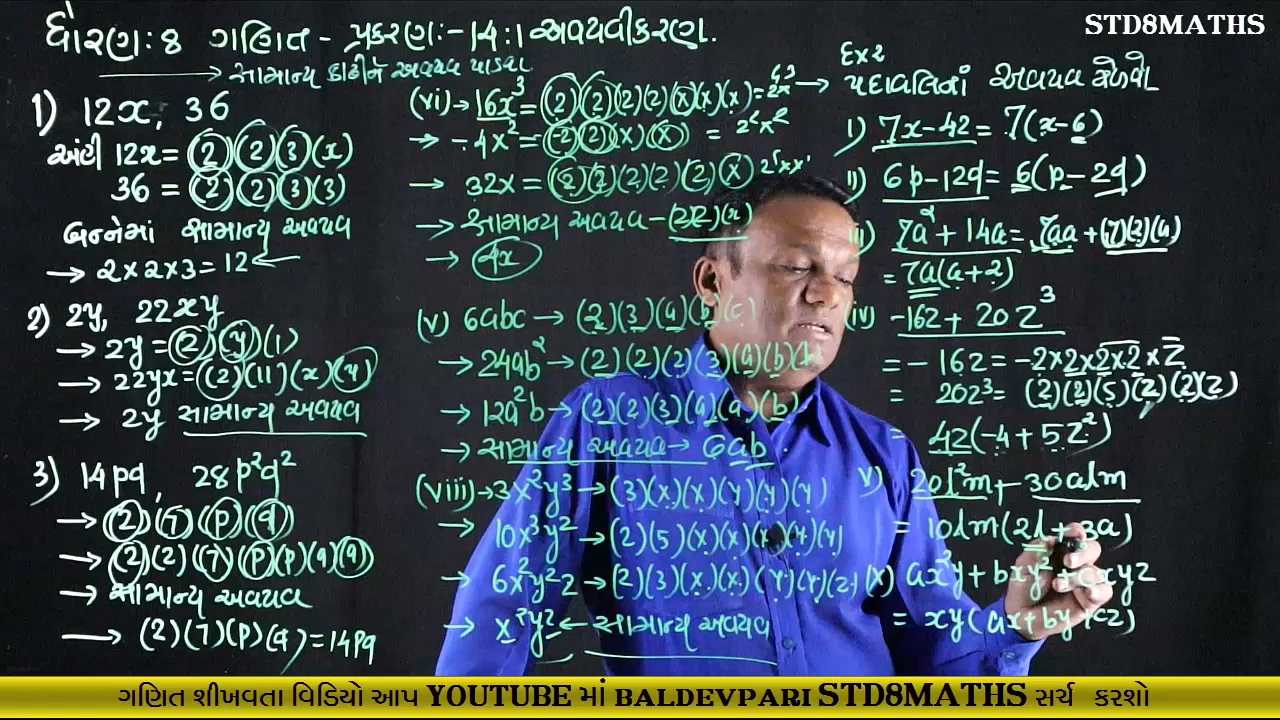 STD8MATHS
ધોરણ: 8 ગણિત - પ્રકરણ:- 14:1 અવયવીકરણ.
→ સામાન્ય કાઢીને અવયવ પાડવા
1) 12x, 36
12x = (2)(2)(3)(x)
36 = (2)(2)(3)(3)
બન્નેમાં સામાન્ય અવયવ
→ 2×2×3=12 ←
2) 2y, 22xy
→ 2y = (2)(y)(1)
→ 22yx = (2)(11)(x)(y)
→ 2y સામાન્ય અવયવ
3) 14pq, 28p²q²
→ (2)(7)(p)(q)
→ (2)(2)(7)(p)(p)(q)(q)
→ સામાન્ય અવયવ
→ (2)(7)(p)(q)=14pq
(vi) → 16x³ = (2)(2)(2)(2)(x)(x)(x) =
→ -4x² = (-2)(2)(x)(x) = 2²x²
→ 32x = (2)(2)(2)(2)(2)(x)
→ સામાન્ય અવયવ - (2×2)(x)
→ 4x
(v) 6abc → (2)(3)(a)(b)(c)
→ 24ab² → (2)(2)(2)(3)(a)(b)(b)
→ 12a²b → (2)(2)(3)(a)(a)(b)
→ સામાન્ય અવયવ → 6ab.
(viii) → 3x²y³ → (3)(x)(x)(y)(y)(y)
→ 10x³y² → (2)(5)(x)(x)(x)(y)(y)
→ 6x²y²z → (2)(3)(x)(x)(y)(y)(z)
→ x²y² ← સામાન્ય અવયવ
Ex 2
→ પદાવલિનાં અવયવ મેળવો
i) 7x-42 = 7(x-6)
ii) 6p-12q = 6(p-2q)
iii) 7a² + 14a = 7aa + (7)(2)(a)
= 7a(a+2)
(iv) -16z + 20z³
= -16z = -2×2×2×2×z
= 20z³ = (2)(2)(5)(z)(z)(z)
= 4z(-4+5z²)
v) 20l²m + 30alm
= 10lm(2l+3a)
(x) ax²y + bxy² + cxyz
= xy(ax+by+cz)
ગણિત શીખવતા વિડિયો આપ YOUTUBE માં BALDEVPARI STD8MATHS સર્ચ કરશો